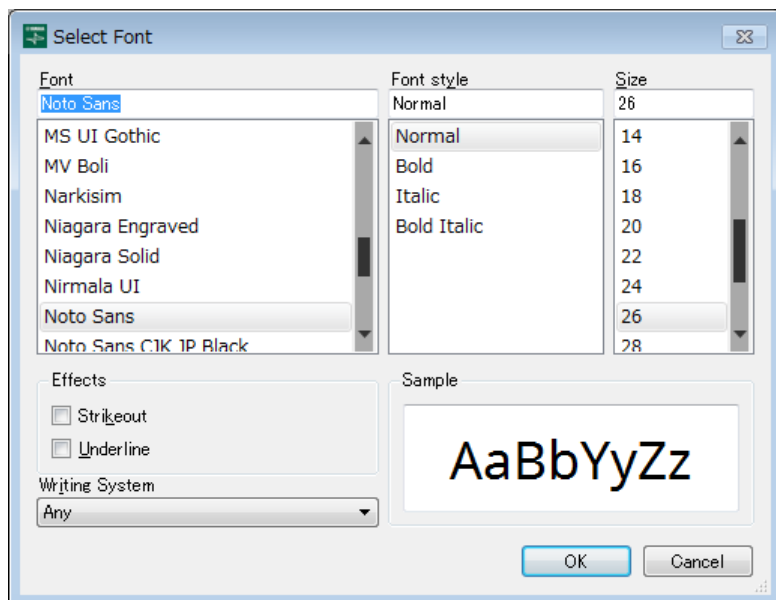 Select Font
Font
Noto Sans
MS UI Gothic
MV Boli
Narkisim
Niagara Engraved
Niagara Solid
Nirmala UI
Noto Sans
Noto Sans CJK JP Black
Font style
Normal
Normal
Bold
Italic
Bold Italic
Size
26
14
16
18
20
22
24
26
28
Effects
Strikeout
Underline
Writing System
Any
Sample
AaBbYyZz
OK
Cancel